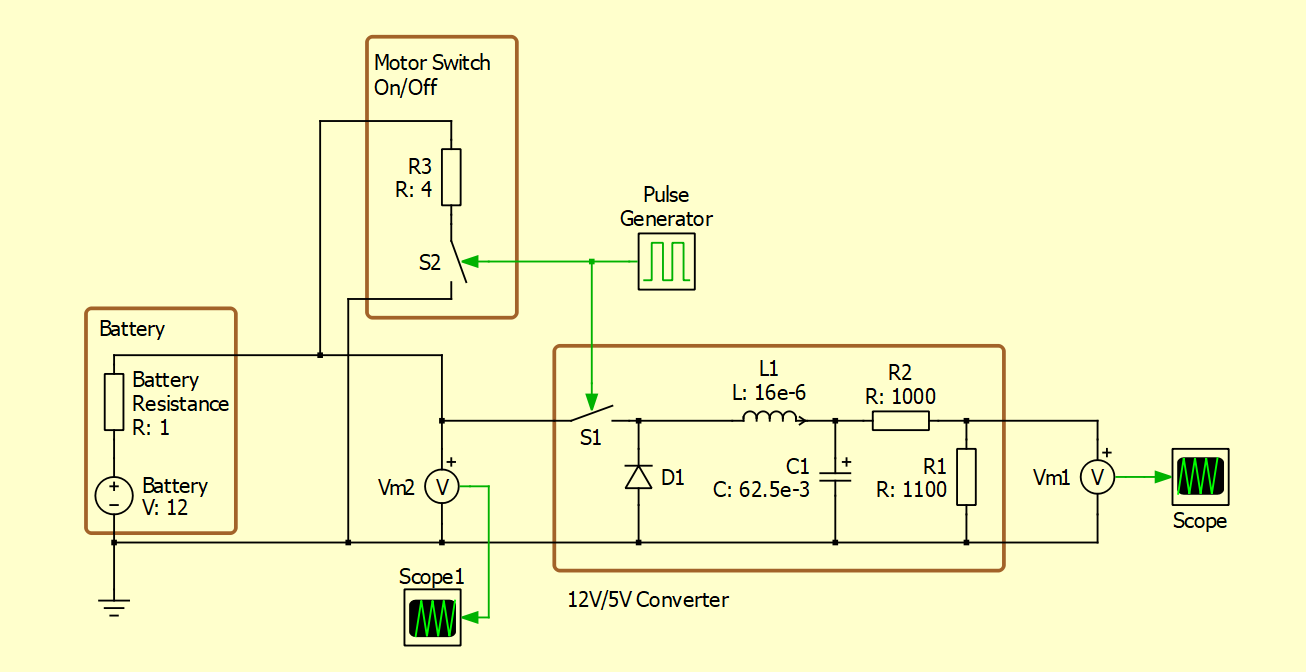 Motor Switch
On/Off
R3
R: 4
S2
Pulse
Generator
Battery
Battery
Resistance
R: 1
Battery
V: 12
+
−
Vm2
+
V
Scope1
S1
D1
L1
L: 16e-6
C1
C: 62.5e-3
+
R2
R: 1000
R1
R: 1100
Vm1
+
V
Scope
12V/5V Converter